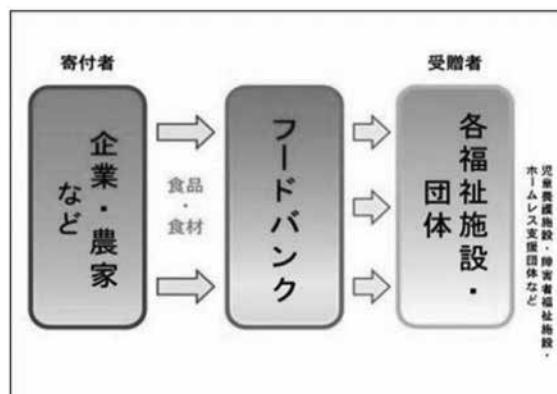 寄付者
企業・農家
など
食品
・
食材
フードバンク
受贈者
各福祉施設・
団体
児童養護施設・障害者福祉施設・
ホームレス支援団体など